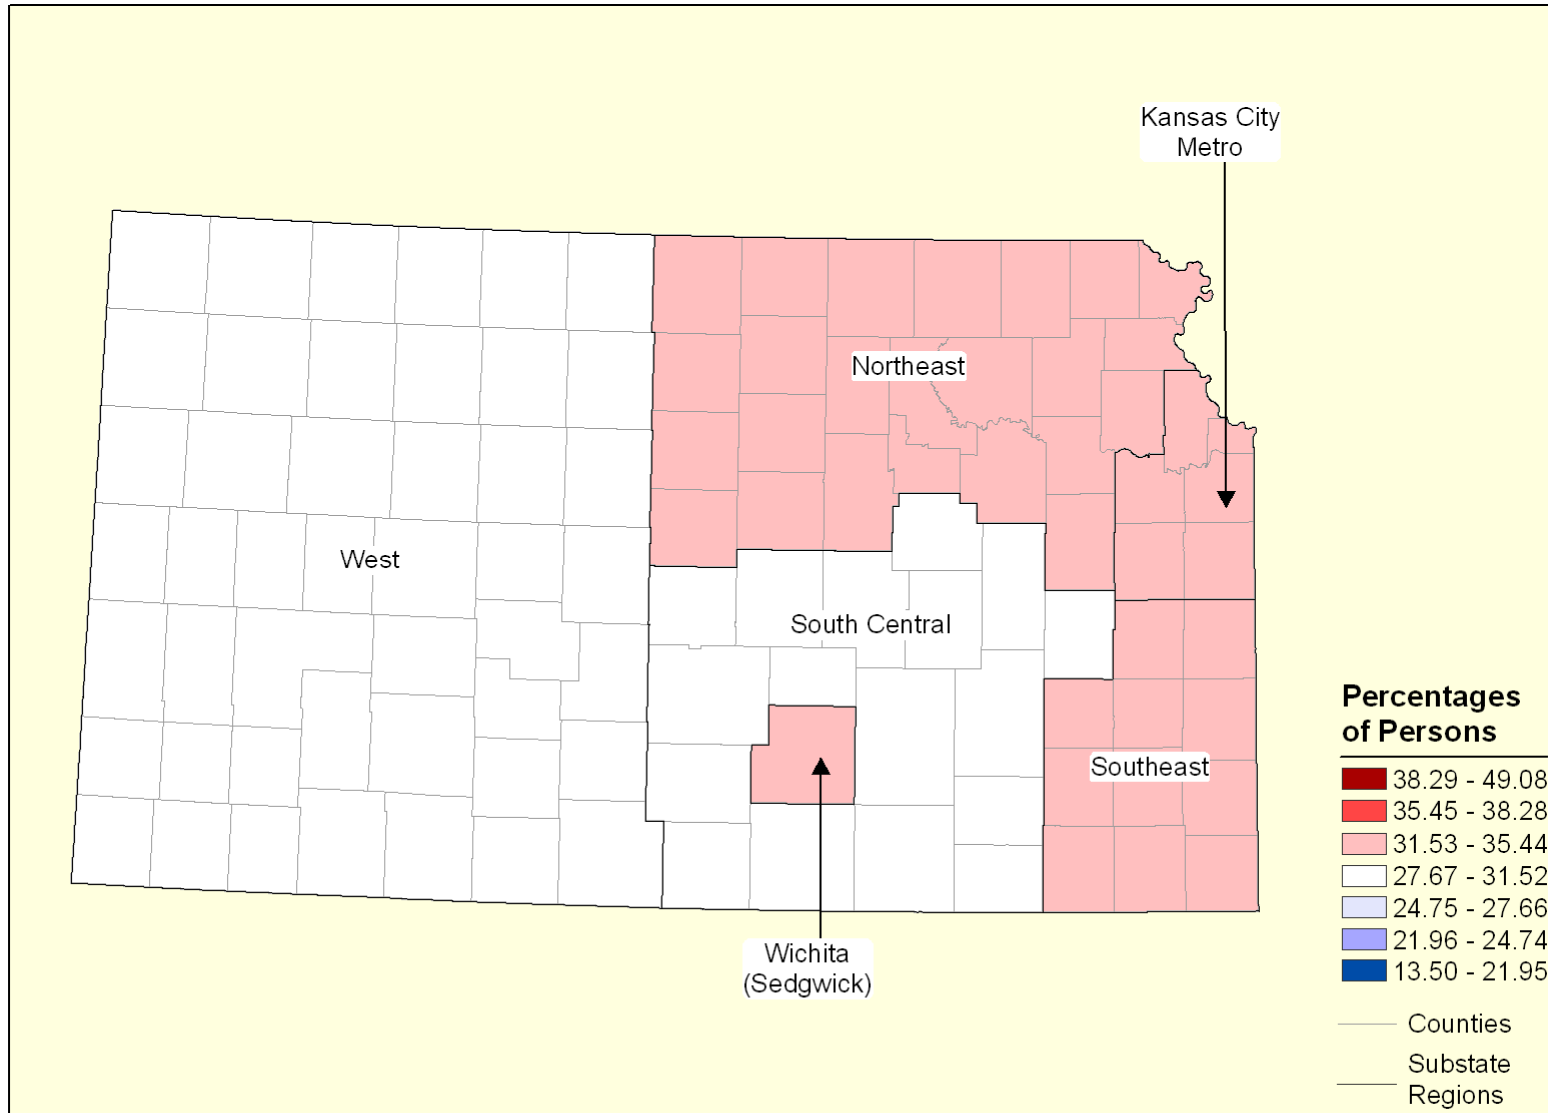 Kansas City
Metro
Northeast
West
South Central
Southeast
Wichita
(Sedgwick)
Percentages
of Persons
38.29 - 49.08
35.45 - 38.28
31.53 - 35.44
27.67 - 31.52
24.75 - 27.66
21.96 - 24.74
13.50 - 21.95
Counties
Substate
Regions